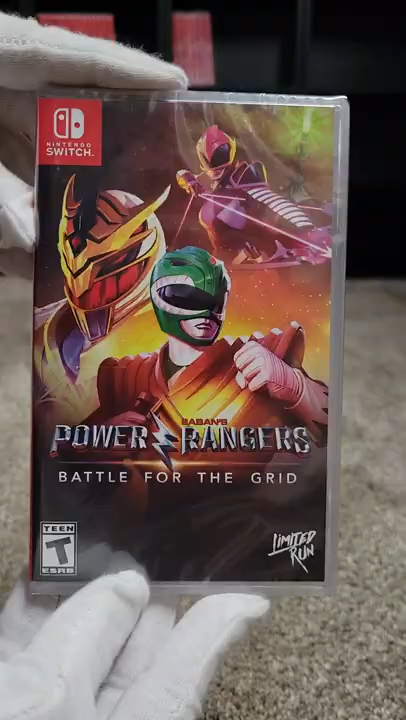 NINTENDO
SWITCH.
SABAN'S
POWER RANGERS
BATTLE FOR THE GRID
TEEN
T
ESRB
LIMITED
RUN